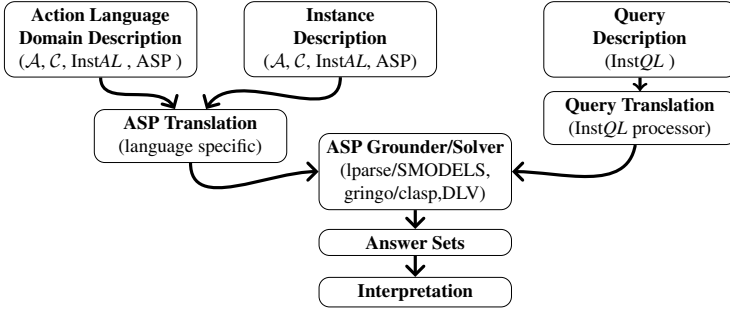 Action Language
Domain Description
(𝒜, 𝒞, InstAL , ASP )
Instance
Description
(𝒜, 𝒞, InstAL, ASP)
Query
Description
(InstQL )
ASP Translation
(language specific)
Query Translation
(InstQL processor)
ASP Grounder/Solver
(lparse/SMODELS,
gringo/clasp,DLV)
Answer Sets
Interpretation